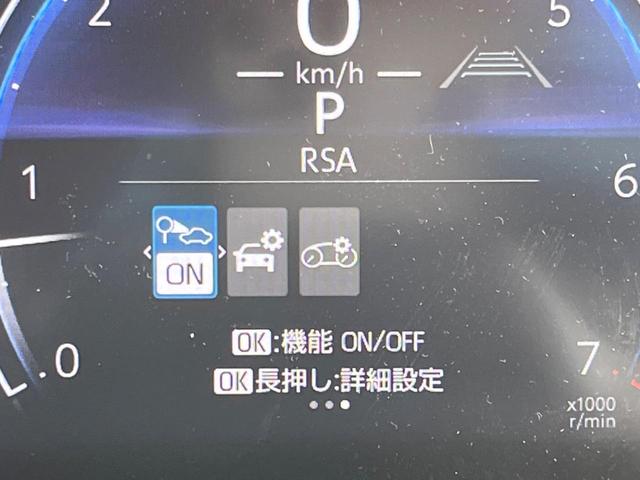 2 0 5
km/h
P
RSA
1 6
ON
OK:機能 ON/OFF
OK長押し:詳細設定
0 7
x1000
r/min